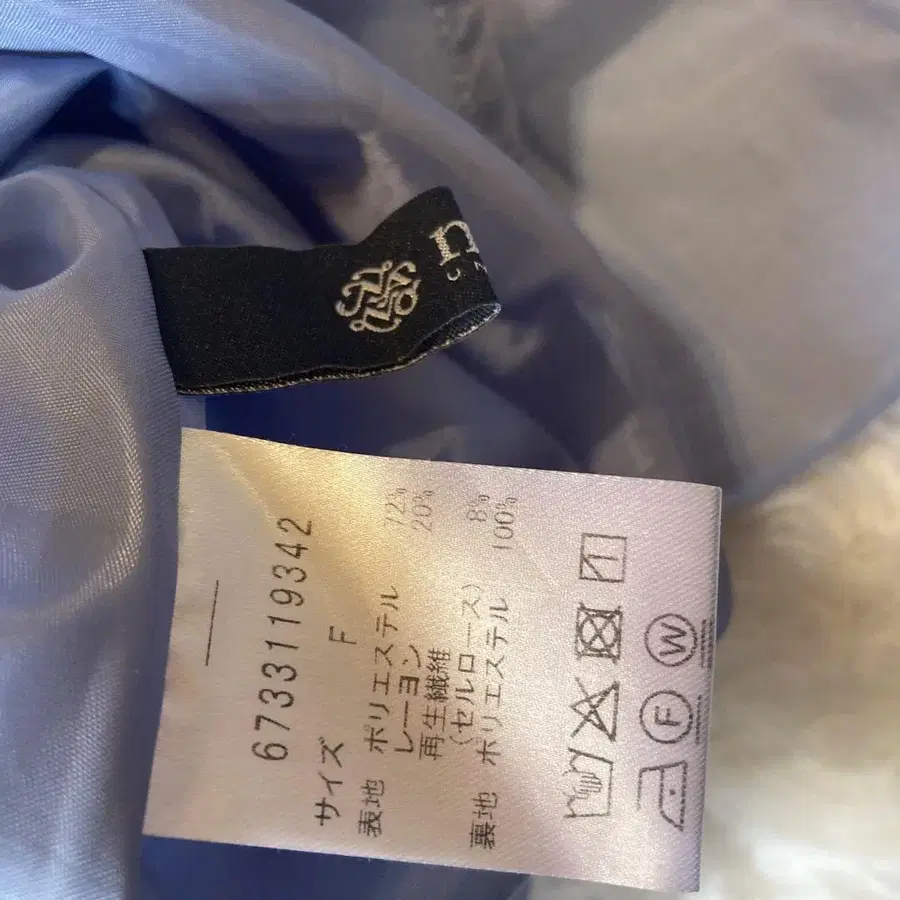 6733119342
サイズ F
表地 ポリエステル 72%
レーヨン 20%
再生繊維
(セルロース) 8%
裏地 ポリエステル 100%
F W